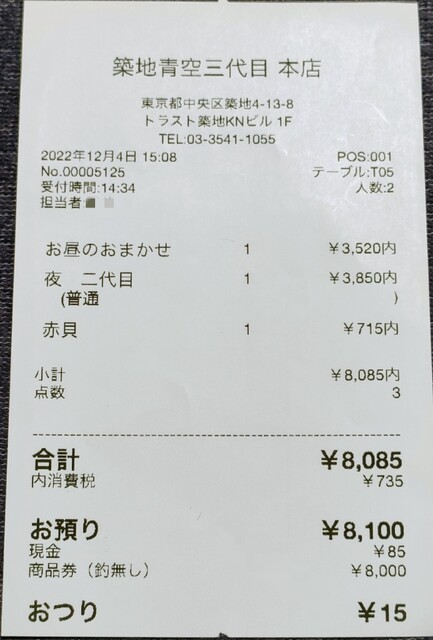 築地青空三代目 本店
東京都中央区築地4-13-8
トラスト築地KNビル 1F
TEL:03-3541-1055
2022年12月4日 15:08 POS:001
No.00005125 テーブル:T05
受付時間:14:34 人数:2
担当者:
お昼のおまかせ 1 ¥3,520内
夜 二代目 1 ¥3,850内
(普通 )
赤貝 1 ¥715内
小計 ¥8,085内
点数 3
合計 ¥8,085
内消費税 ¥735
お預り ¥8,100
現金 ¥85
商品券(釣無し) ¥8,000
おつり ¥15